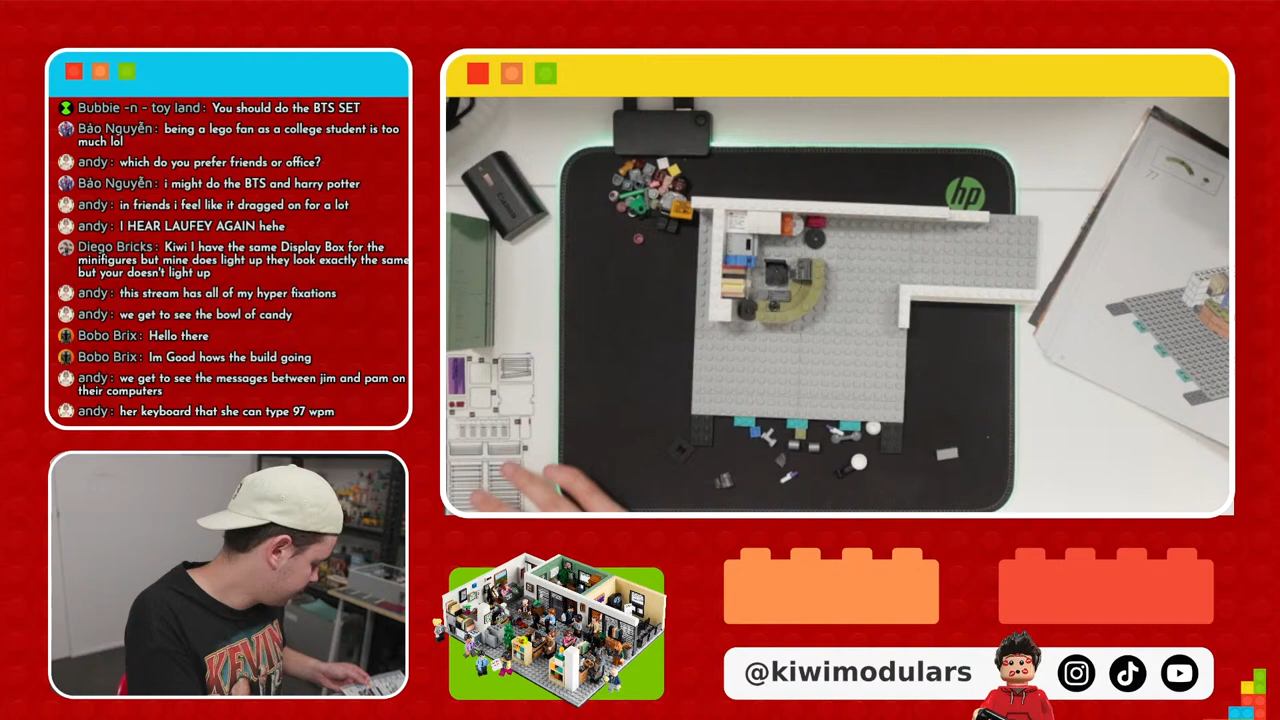 Bubbie -n - toy land : You should do the BTS SET
Bảo Nguyễn : being a lego fan as a college student is too
much lol
andy : which do you prefer friends or office?
Bảo Nguyễn : i might do the BTS and harry potter
andy : in friends i feel like it dragged on for a lot
andy : I HEAR LAUFEY AGAIN hehe
Diego Bricks : Kiwi I have the same Display Box for the
minifigures but mine does light up they look exactly the same
but your doesn't light up
andy : this stream has all of my hyper fixations
andy : we get to see the bowl of candy
Bobo Brix : Hello there
Bobo Brix : Im Good hows the build going
andy : we get to see the messages between jim and pam on
their computers
andy : her keyboard that she can type 97 wpm
CANON
hp
77
KEVIN
@kiwimodulars